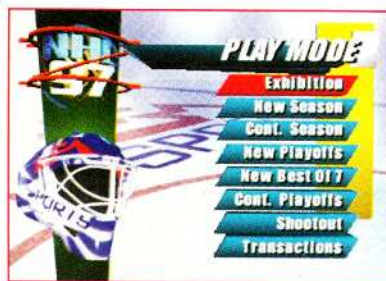 NHL
97
PLAY MODE
Exhibition
New Season
Cont. Season
New Playoffs
New Best Of 7
Cont. Playoffs
Shootout
Transactions
SPORTS
SPO